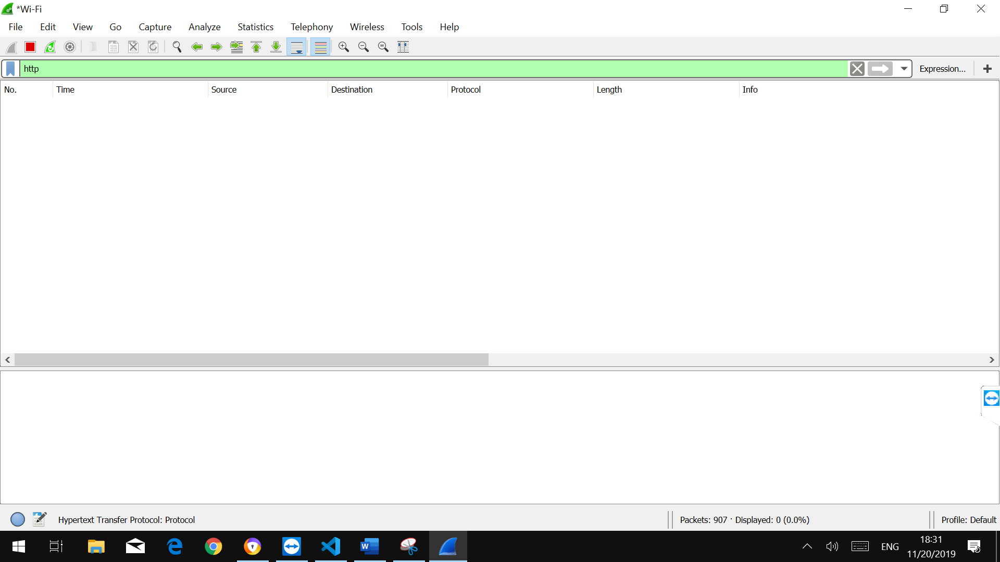 *Wi-Fi
File Edit View Go Capture Analyze Statistics Telephony Wireless Tools Help
http Expression...
No. Time Source Destination Protocol Length Info
Hypertext Transfer Protocol: Protocol Packets: 907 · Displayed: 0 (0.0%) Profile: Default
ENG 18:31
11/20/2019